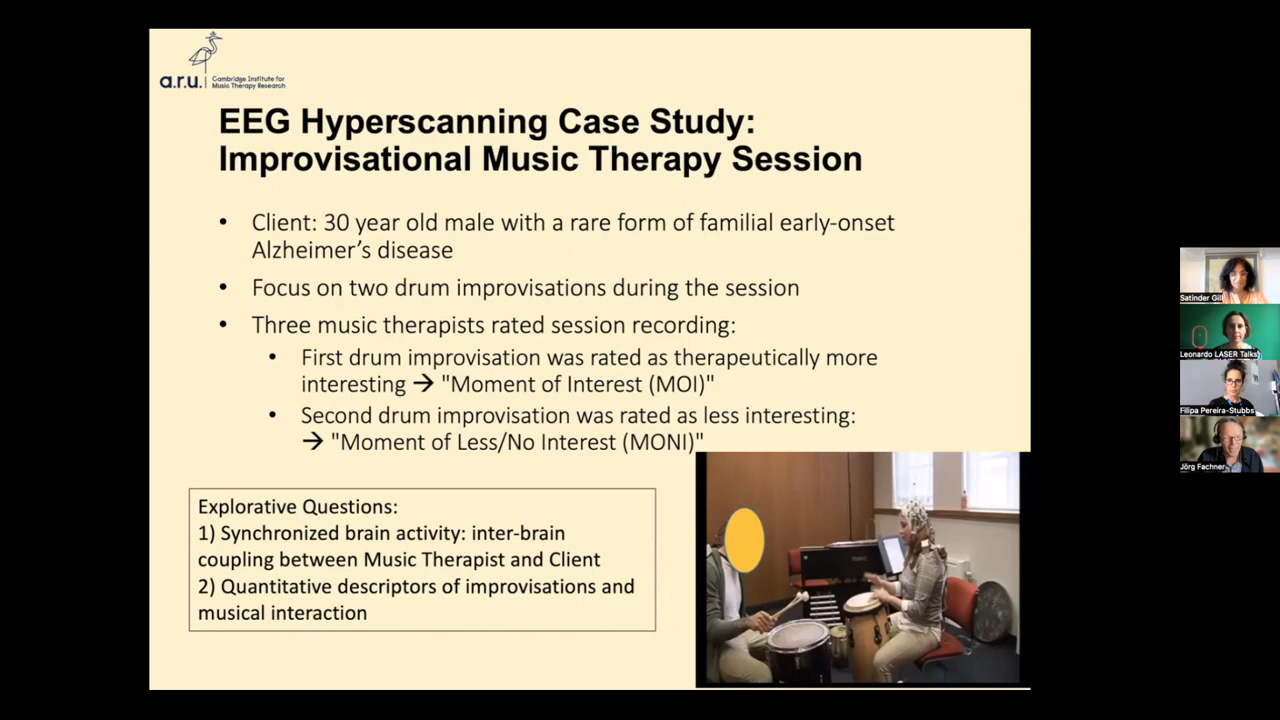 a.r.u. Cambridge Institute for
Music Therapy Research
EEG Hyperscanning Case Study:
Improvisational Music Therapy Session
• Client: 30 year old male with a rare form of familial early-onset
Alzheimer’s disease
• Focus on two drum improvisations during the session
• Three music therapists rated session recording:
• First drum improvisation was rated as therapeutically more
interesting → "Moment of Interest (MOI)"
• Second drum improvisation was rated as less interesting:
→ "Moment of Less/No Interest (MONI)"
Explorative Questions:
1) Synchronized brain activity: inter-brain
coupling between Music Therapist and Client
2) Quantitative descriptors of improvisations and
musical interaction
Satinder Gill
Leonardo LASER Talks
Filipa Pereira-Stubbs
Jörg Fachner